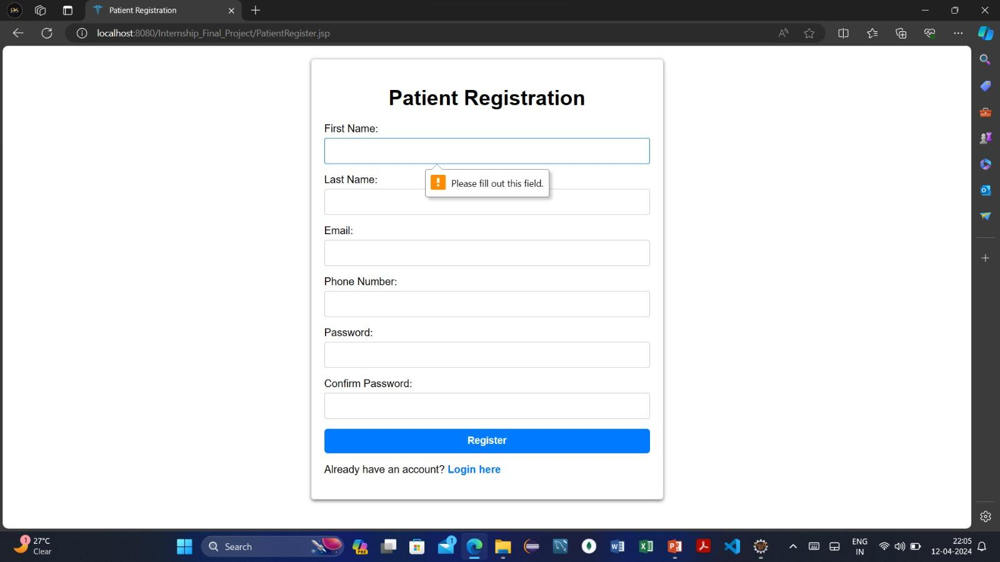 Patient Registration
localhost:8080/Internship_Final_Project/PatientRegister.jsp
Patient Registration
First Name:
Please fill out this field.
Last Name:
Email:
Phone Number:
Password:
Confirm Password:
Register
Already have an account? Login here
1
27°C
Clear
Search
PRE
1
ENG
IN
22:05
12-04-2024